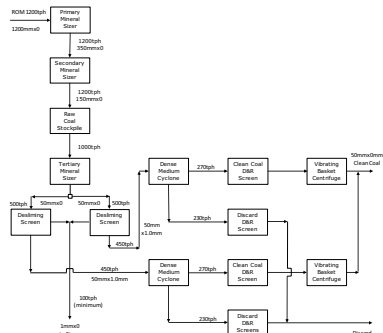 ROM 1200tph
1200mmx0
Primary
Mineral
Sizer
1200tph
350mmx0
Secondary
Mineral
Sizer
1200tph
150mmx0
Raw
Coal
Stockpile
1000tph
Tertiary
Mineral
Sizer
500tph
50mmx0
50mmx0
500tph
Desliming
Screen
Desliming
Screen
450tph
50mm
x1.0mm
Dense
Medium
Cyclone
270tph
Clean Coal
D&R
Screen
Vibrating
Basket
Centrifuge
50mmx0mm
Clean Coal
230tph
Discard
D&R
Screen
450tph
50mmx1.0mm
Dense
Medium
Cyclone
270tph
Clean Coal
D&R
Screen
Vibrating
Basket
Centrifuge
100tph
(minimum)
1mmx0
230tph
Discard
D&R
Screens